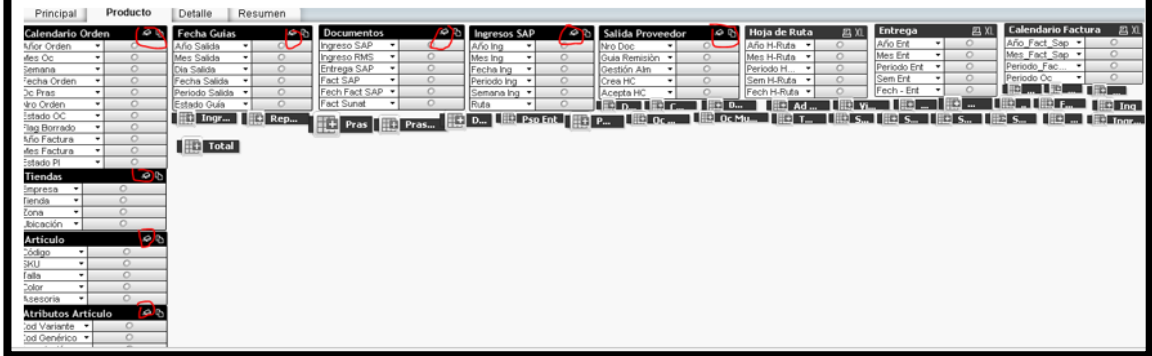 Principal Producto Detalle Resumen
Calendario Orden
Añor Orden
Mes Oc
Semana
Fecha Orden
Oc Pras
Nro Orden
Estado OC
Flag Borrado
Año Factura
Mes Factura
Estado PI
Tiendas
Empresa
Tienda
Zona
Ubicación
Artículo
Código
SKU
Talla
Color
Asesoria
Atributos Artículo
Cod Variante
Cod Genérico
Fecha Guias
Año Salida
Mes Salida
Dia Salida
Fecha Salida
Periodo Salida
Estado Guía
Documentos
Ingreso SAP
Ingreso RMS
Entrega SAP
Fact SAP
Fech Fact SAP
Fact Sunat
Ingresos SAP
Año Ing
Mes Ing
Fecha Ing
Periodo Ing
Semana Ing
Ruta
Salida Proveedor
Nro Doc
Guia Remisión
Gestión Alm
Crea HC
Acepta HC
Hoja de Ruta XL
Año H-Ruta
Mes H-Ruta
Periodo H...
Sem H-Ruta
Fech H-Ruta
Entrega XL
Año Ent
Mes Ent
Periodo Ent
Sem Ent
Fech - Ent
Calendario Factura XL
Año_Fact_Sap
Mes_Fact_Sap
Periodo_Fac...
Periodo Oc
... ... ...
D... C... D... Ad ... Vi... ... ... ... F... Ing
Ingr... Rep... Pras Pras... D... Psp Ent P... Oc ... Oc Mu... T... S... S... S... S... ... Ingr...
Total